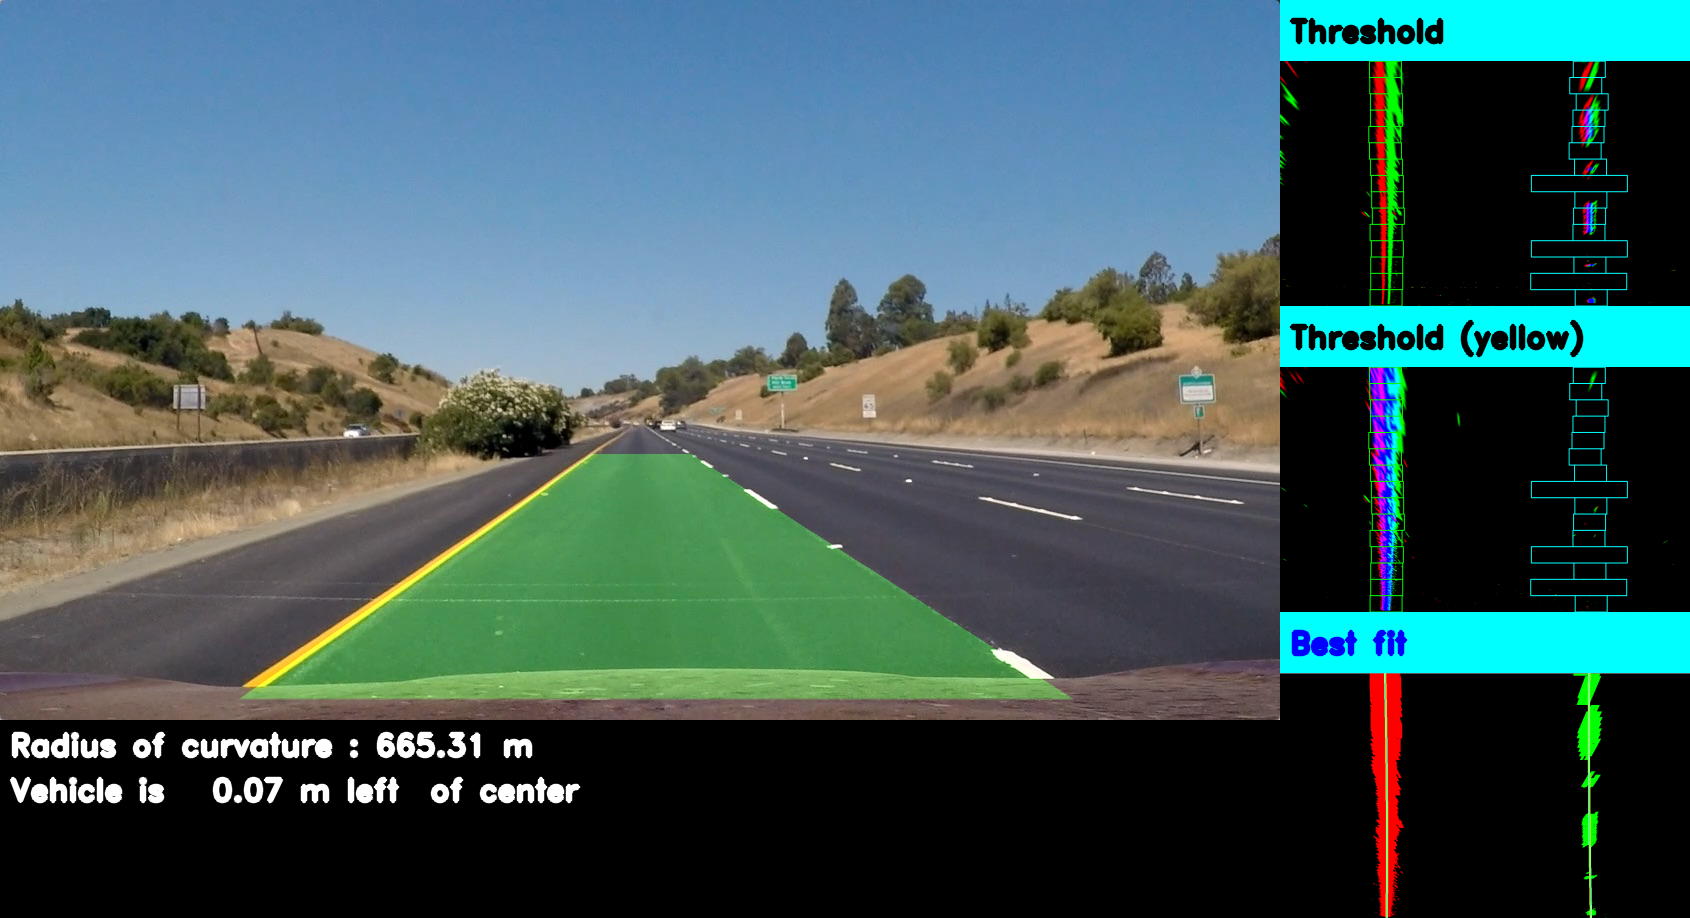 Threshold
Threshold (yellow)
Best fit
Radius of curvature : 665.31 m
Vehicle is 0.07 m left of center